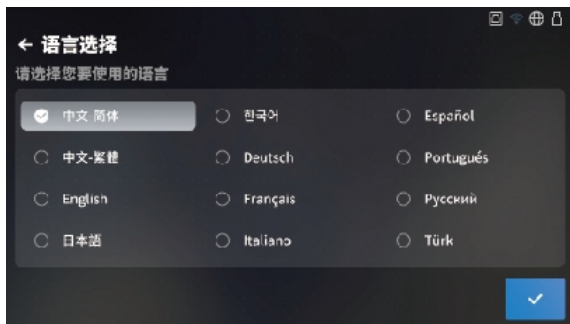 ← 语言选择
请选择您要使用的语言
中文 简体 한국어 Español
中文-繁體 Deutsch Português
English Français Русский
日本語 Italiano Türk